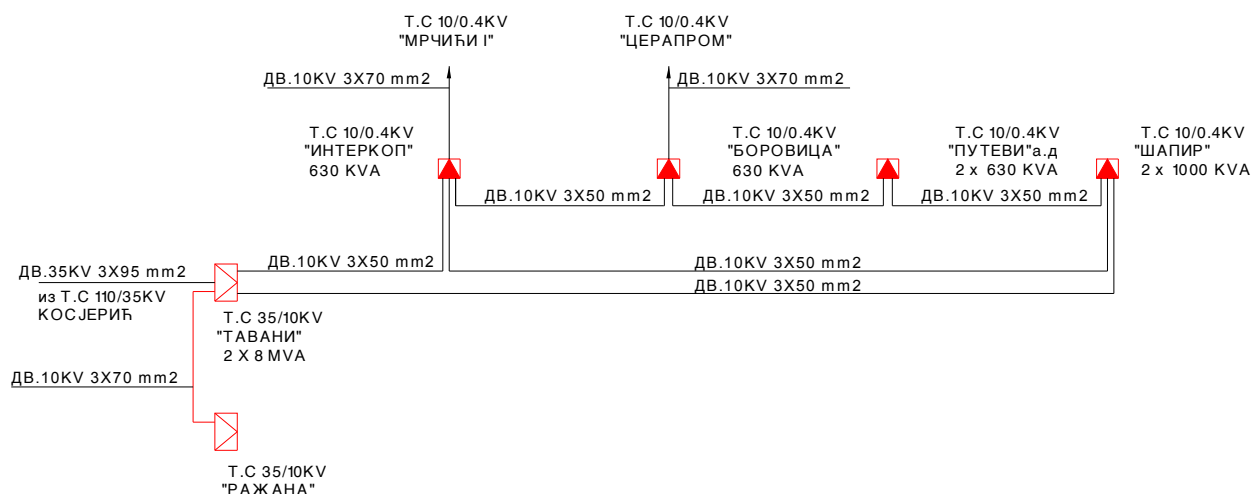 Т.С 10/0.4KV
"МРЧИЋИ I"
Т.С 10/0.4KV
"ЦЕРАПРОМ"
ДВ.10KV 3X70 mm2
ДВ.10KV 3X70 mm2
Т.С 10/0.4KV
"ИНТЕРКОП"
630 KVA
Т.С 10/0.4KV
"БОРОВИЦА"
630 KVA
Т.С 10/0.4KV
"ПУТЕВИ"а.д
2 x 630 KVA
Т.С 10/0.4KV
"ШАПИР"
2 x 1000 KVA
ДВ.10KV 3X50 mm2
ДВ.10KV 3X50 mm2
ДВ.10KV 3X50 mm2
ДВ.10KV 3X50 mm2
ДВ.10KV 3X50 mm2
ДВ.10KV 3X50 mm2
ДВ.35KV 3X95 mm2
из Т.С 110/35KV
КОСЈЕРИЋ
Т.С 35/10KV
"ТАВАНИ"
2 X 8 MVA
ДВ.10KV 3X70 mm2
Т.С 35/10KV
"РАЖАНА"